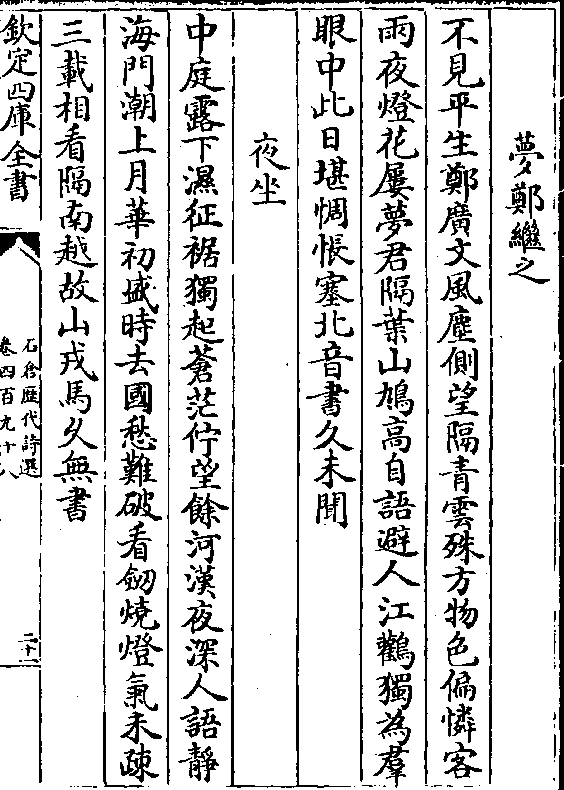 夢鄭繼之
不見平生鄭廣文風塵側望隔青雲殊方物色偏憐客
雨夜燈花屢夢君隔葉山鳩高自語避人江鸛獨為羣
眼中此日堪惆悵塞北音書久未聞
夜坐
中庭露下濕征裾獨起蒼茫佇望餘河漢夜深人語靜
海門潮上月華初盛時去國愁難破看劒燒燈氣未疎
三載相看隔南越故山戎馬久無書
欽定四庫全書
石倉歷代詩選
卷四百九十八
二十二